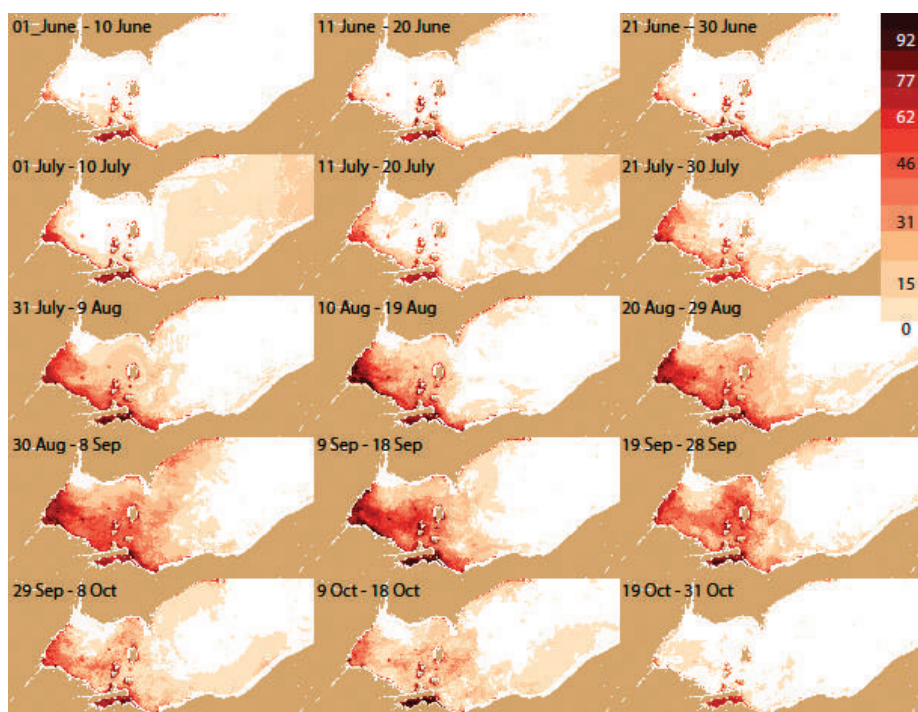 01_June - 10 June
11 June - 20 June
21 June – 30 June
92
77
62
46
31
15
0
01 July - 10 July
11 July - 20 July
21 July - 30 July
31 July - 9 Aug
10 Aug - 19 Aug
20 Aug - 29 Aug
30 Aug - 8 Sep
9 Sep - 18 Sep
19 Sep - 28 Sep
29 Sep - 8 Oct
9 Oct - 18 Oct
19 Oct - 31 Oct